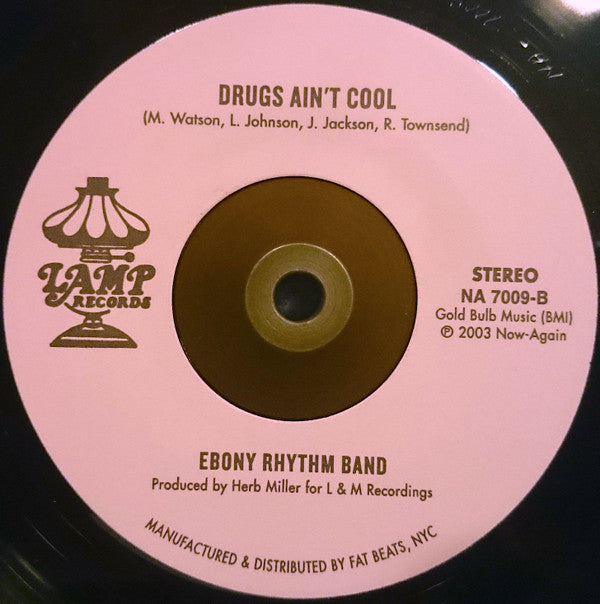 DRUGS AIN'T COOL
(M. Watson, L. Johnson, J. Jackson, R. Townsend)
LAMP
RECORDS
STEREO
NA 7009-B
Gold Bulb Music (BMI)
℗ 2003 Now-Again
EBONY RHYTHM BAND
Produced by Herb Miller for L & M Recordings
MANUFACTURED & DISTRIBUTED BY FAT BEATS, NYC